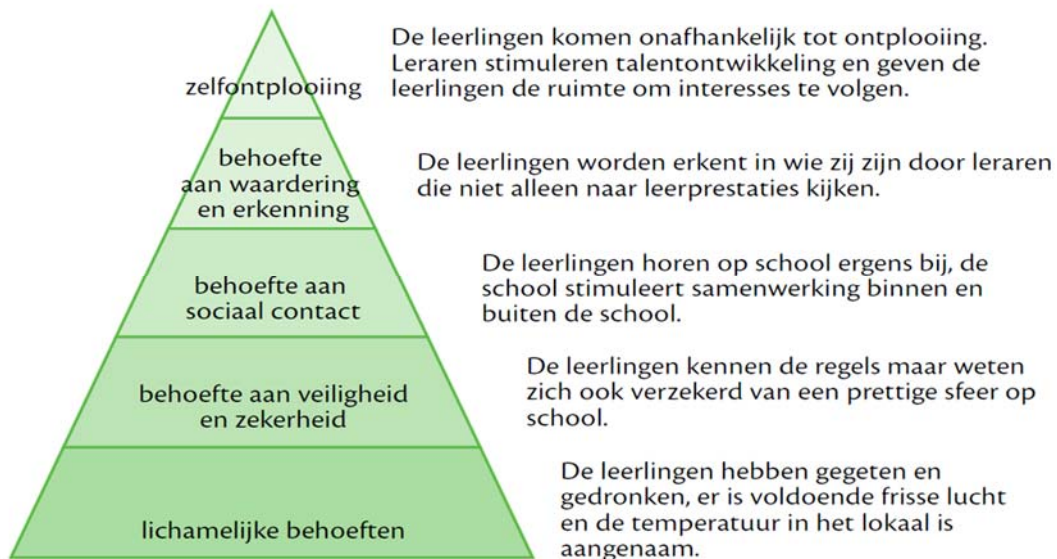 De leerlingen komen onafhankelijk tot ontplooiing.
Leraren stimuleren talentontwikkeling en geven de
leerlingen de ruimte om interesses te volgen.
zelfontplooiing
behoefte
aan waardering
en erkenning
De leerlingen worden erkent in wie zij zijn door leraren
die niet alleen naar leerprestaties kijken.
behoefte aan
sociaal contact
De leerlingen horen op school ergens bij, de
school stimuleert samenwerking binnen en
buiten de school.
behoefte aan veiligheid
en zekerheid
De leerlingen kennen de regels maar weten
zich ook verzekerd van een prettige sfeer op
school.
lichamelijke behoeften
De leerlingen hebben gegeten en
gedronken, er is voldoende frisse lucht
en de temperatuur in het lokaal is
aangenaam.